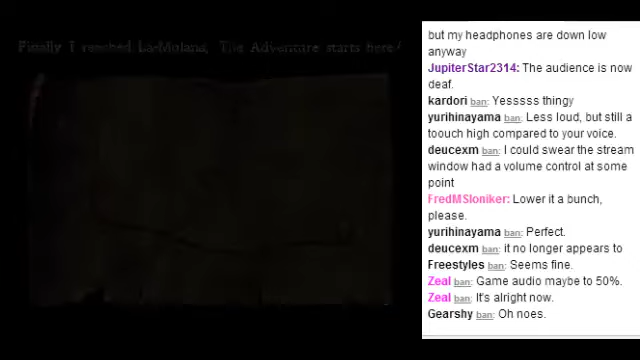 Finally I reached La-Mulana, The Adventure starts here!
but my headphones are down low
anyway
JupiterStar2314: The audience is now
deaf.
kardori ban: Yesssss thingy
yurihinayama ban: Less loud, but still a
toouch high compared to your voice.
deucexm ban: I could swear the stream
window had a volume control at some
point
FredMSloniker: Lower it a bunch,
please.
yurihinayama ban: Perfect.
deucexm ban: it no longer appears to
Freestyles ban: Seems fine.
Zeal ban: Game audio maybe to 50%.
Zeal ban: It's alright now.
Gearshy ban: Oh noes.